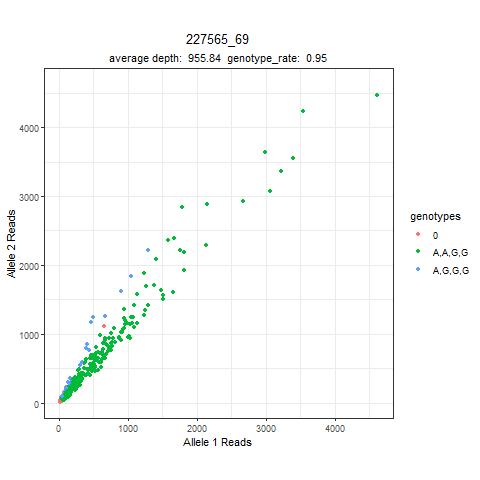 227565_69
average depth:  955.84  genotype_rate:  0.95
Allele 2 Reads
4000
3000
2000
1000
0
0 1000 2000 3000 4000
Allele 1 Reads
genotypes
0
A,A,G,G
A,G,G,G